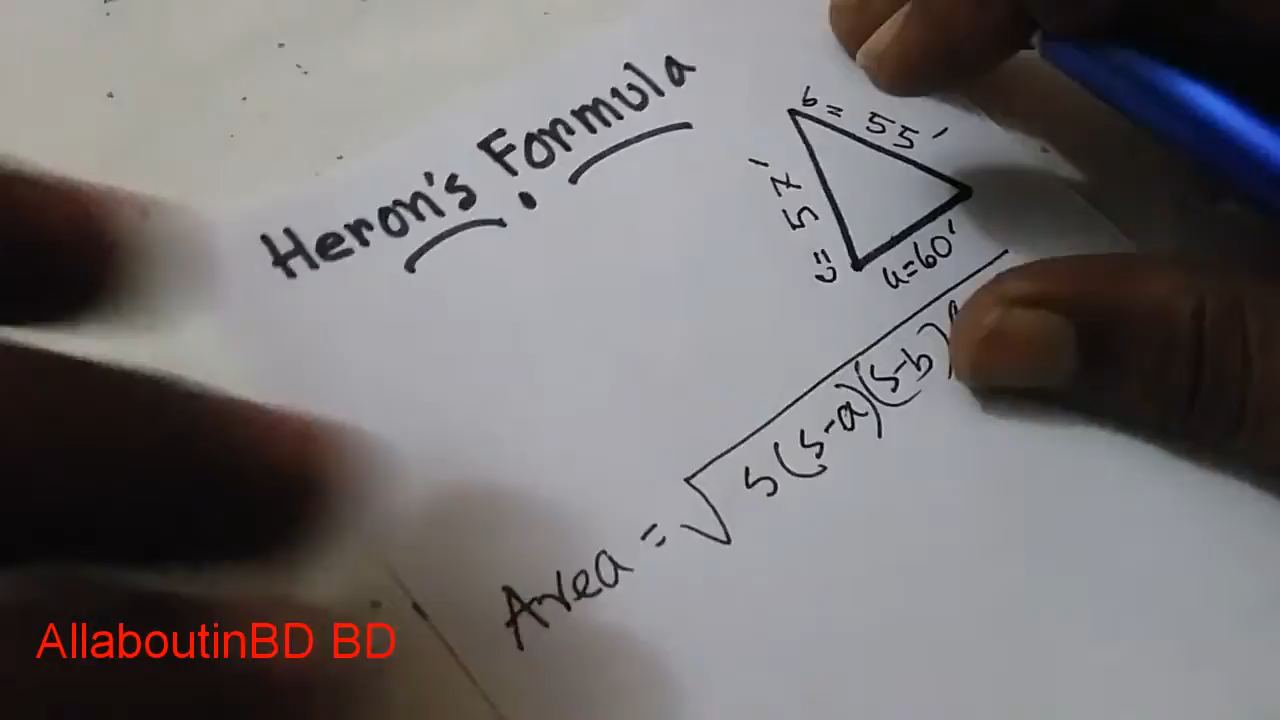 Heron's Formula
b = 55'
c = 57'
a = 60'
Area = √s(s-a)(s-b)
AllaboutinBD BD